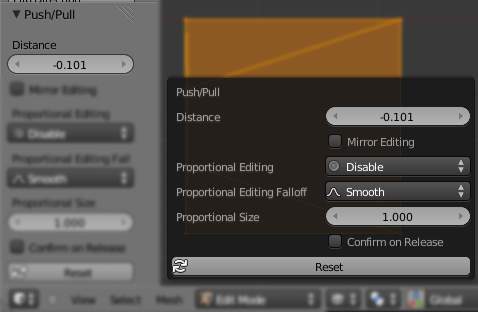 Push/Pull
Distance
-0.101
Mirror Editing
Proportional Editing
Disable
Proportional Editing Fall
Smooth
Proportional Size
1.000
Confirm on Release
Reset
Push/Pull
Distance
-0.101
Mirror Editing
Proportional Editing
Disable
Proportional Editing Falloff
Smooth
Proportional Size
1.000
Confirm on Release
Reset
View Select Mesh Edit Mode Global